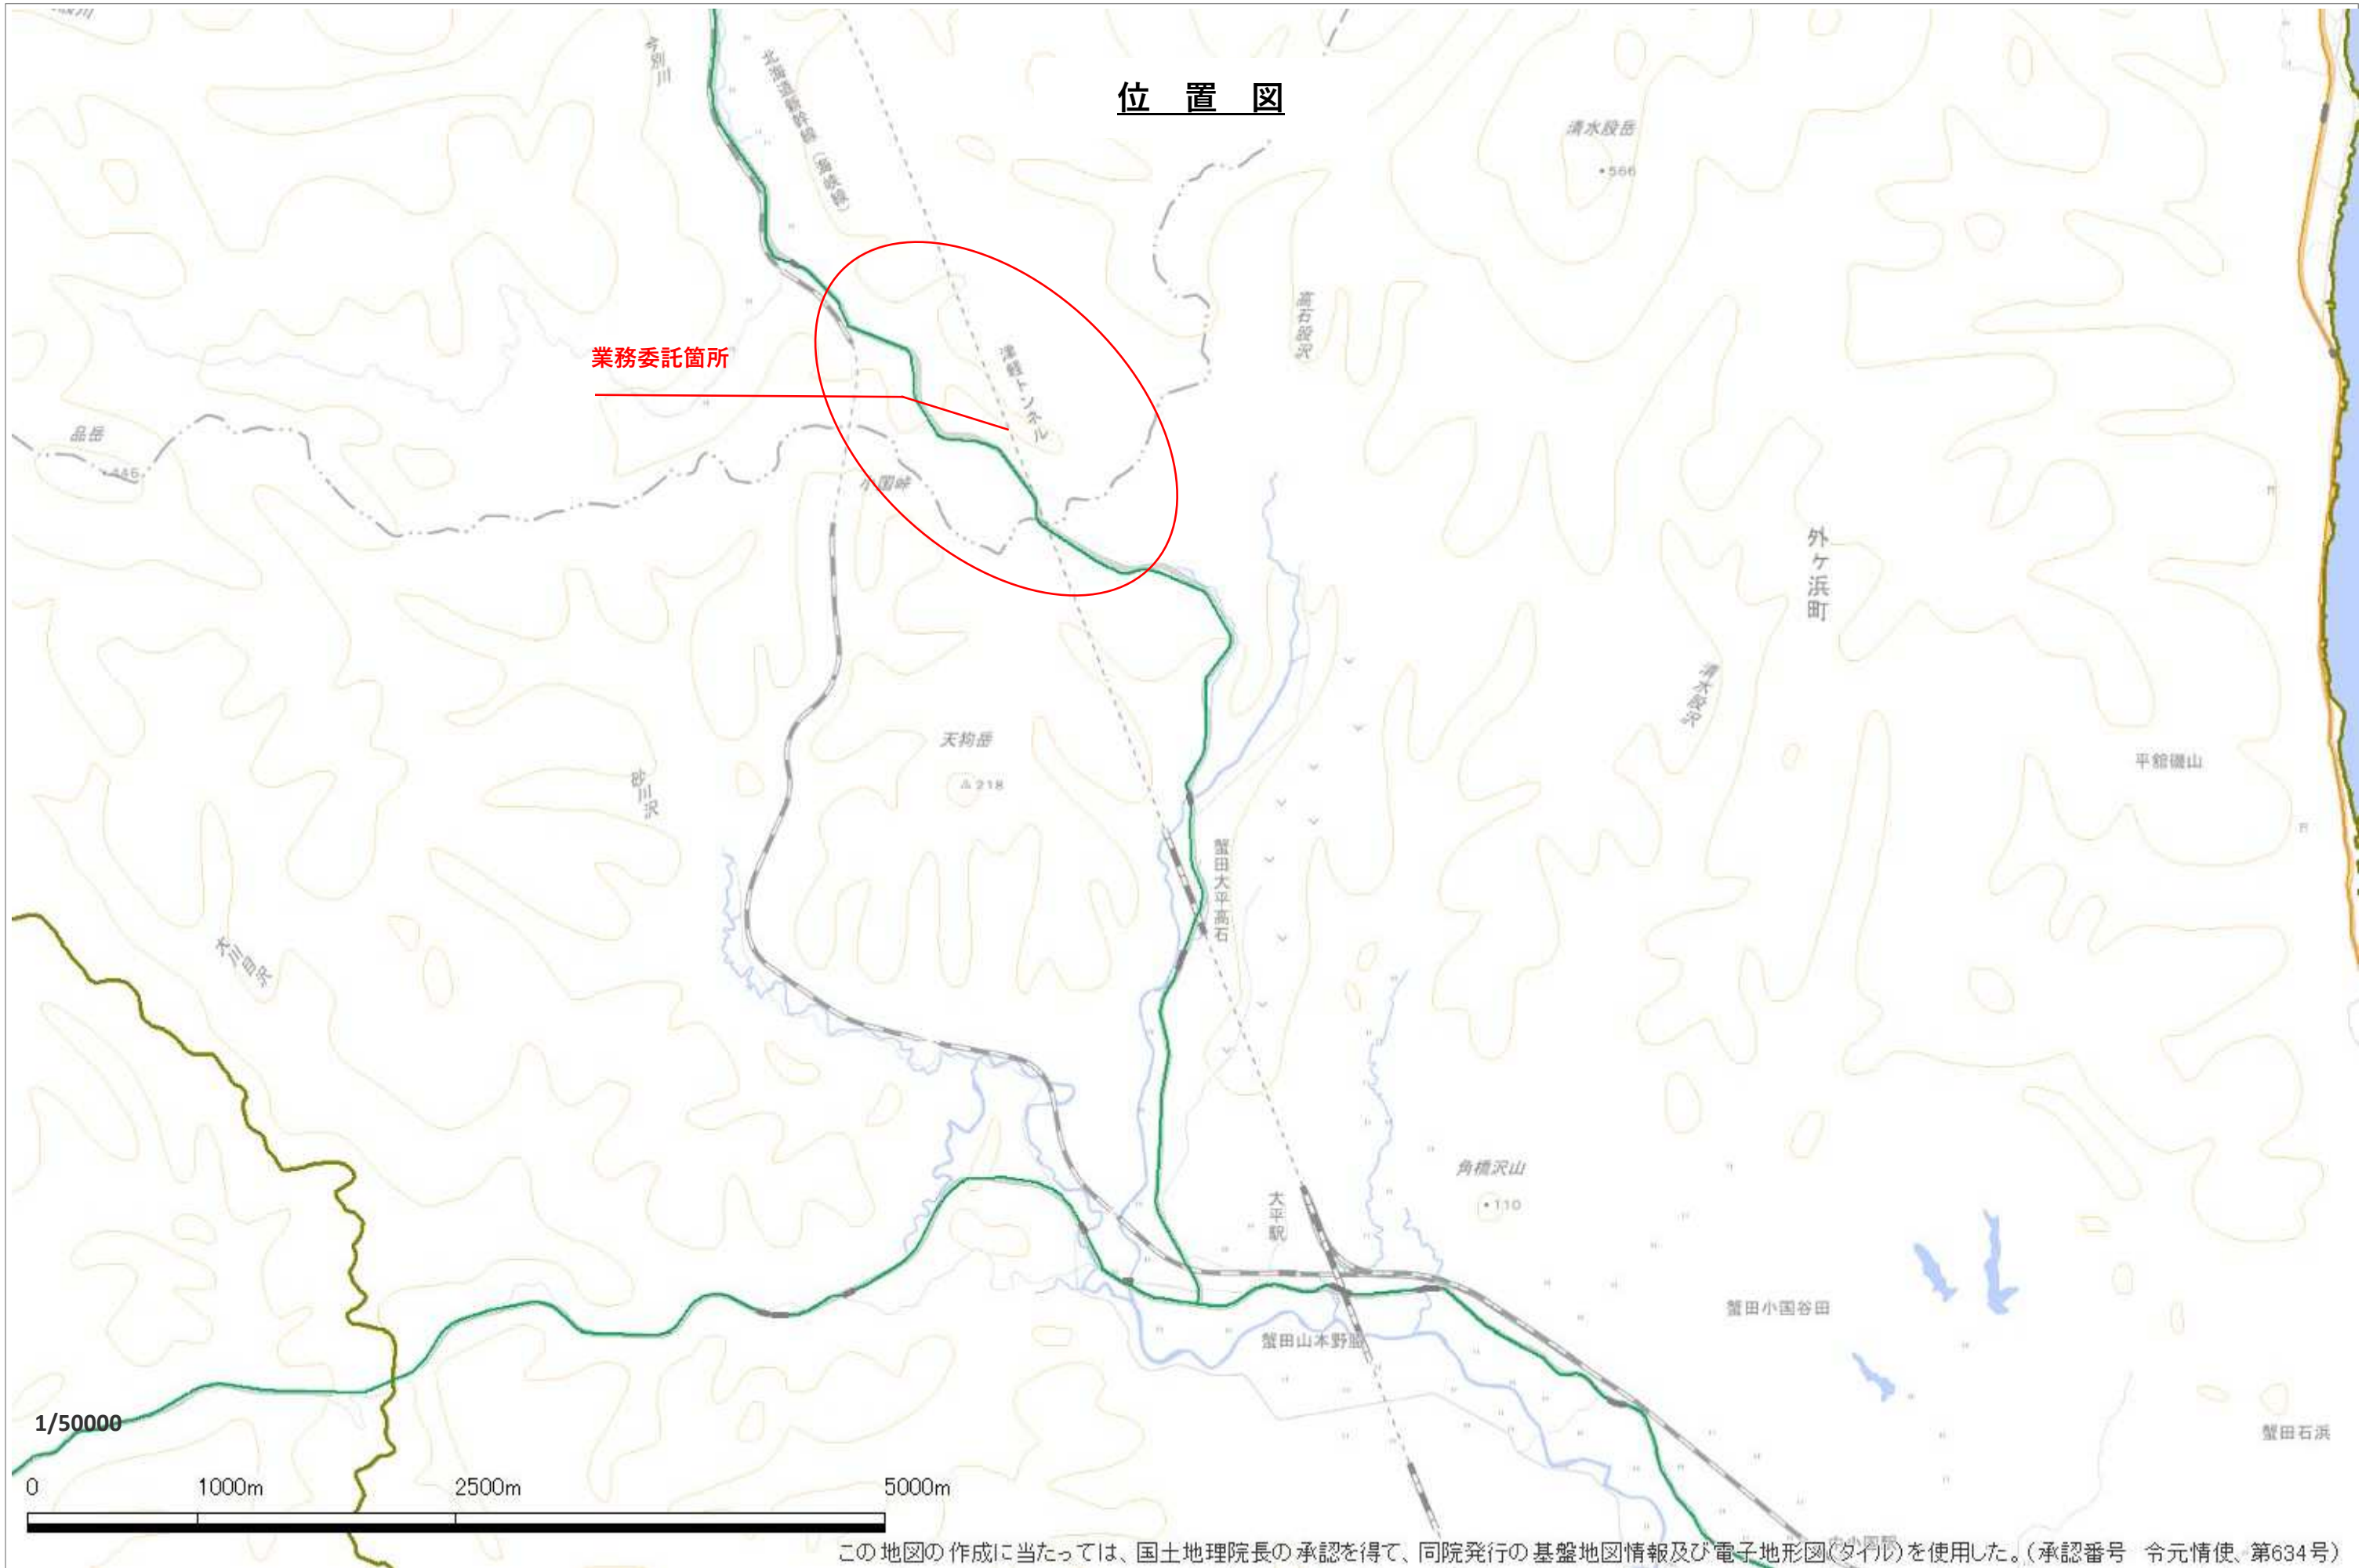 位 置 図
今別川
北海道新幹線（海峡線）
清水股岳
566
業務委託箇所
津軽トンネル
高石股沢
品岳
446
小国峠
外ヶ浜町
清水股沢
天狗岳
218
砂川沢
平舘磯山
蟹田大平高石
大川目沢
角橋沢山
110
大平駅
蟹田小国谷田
蟹田山本野脇
蟹田石浜
1/50000
0 1000m 2500m 5000m
この地図の作成に当たっては、国土地理院長の承認を得て、同院発行の基盤地図情報及び電子地形図(タイル)を使用した。（承認番号 令元情使、第634号）